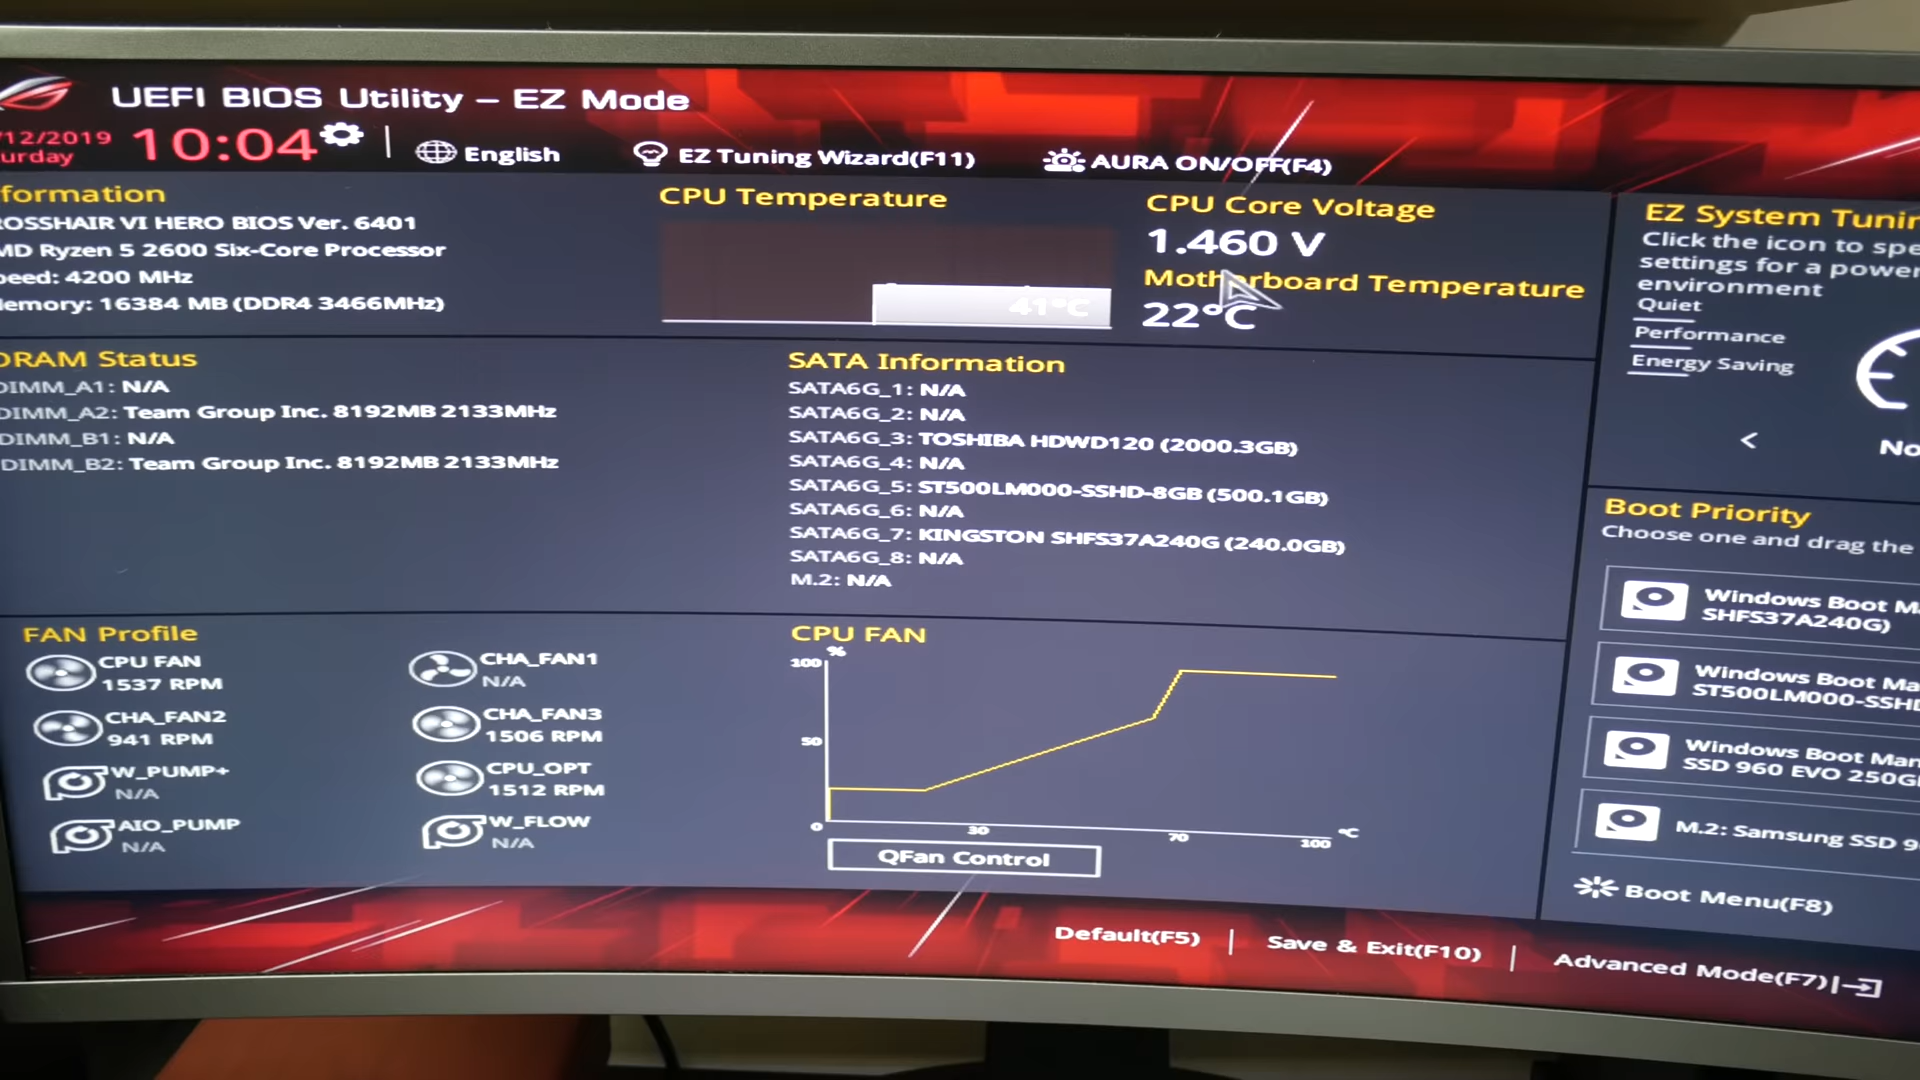 UEFI BIOS Utility – EZ Mode
/12/2019
urday
10:04
English
EZ Tuning Wizard(F11)
AURA ON/OFF(F4)
formation
ROSSHAIR VI HERO BIOS Ver. 6401
MD Ryzen 5 2600 Six-Core Processor
peed: 4200 MHz
emory: 16384 MB (DDR4 3466MHz)
CPU Temperature
41°C
CPU Core Voltage
1.460 V
Motherboard Temperature
22°C
EZ System Tunin
Click the icon to spe
settings for a power
environment
Quiet
Performance
Energy Saving
No
DRAM Status
DIMM_A1: N/A
DIMM_A2: Team Group Inc. 8192MB 2133MHz
DIMM_B1: N/A
DIMM_B2: Team Group Inc. 8192MB 2133MHz
SATA Information
SATA6G_1: N/A
SATA6G_2: N/A
SATA6G_3: TOSHIBA HDWD120 (2000.3GB)
SATA6G_4: N/A
SATA6G_5: ST500LM000-SSHD-8GB (500.1GB)
SATA6G_6: N/A
SATA6G_7: KINGSTON SHFS37A240G (240.0GB)
SATA6G_8: N/A
M.2: N/A
Boot Priority
Choose one and drag the
Windows Boot M
SHFS37A240G)
Windows Boot Ma
ST500LM000-SSHD
Windows Boot Man
SSD 960 EVO 250G
M.2: Samsung SSD 9
Boot Menu(F8)
FAN Profile
CPU FAN
1537 RPM
CHA_FAN1
N/A
CHA_FAN2
941 RPM
CHA_FAN3
1506 RPM
W_PUMP+
N/A
CPU_OPT
1512 RPM
AIO_PUMP
N/A
W_FLOW
N/A
CPU FAN
%
100
50
0
30
70
100
°C
QFan Control
Default(F5)
Save & Exit(F10)
Advanced Mode(F7)